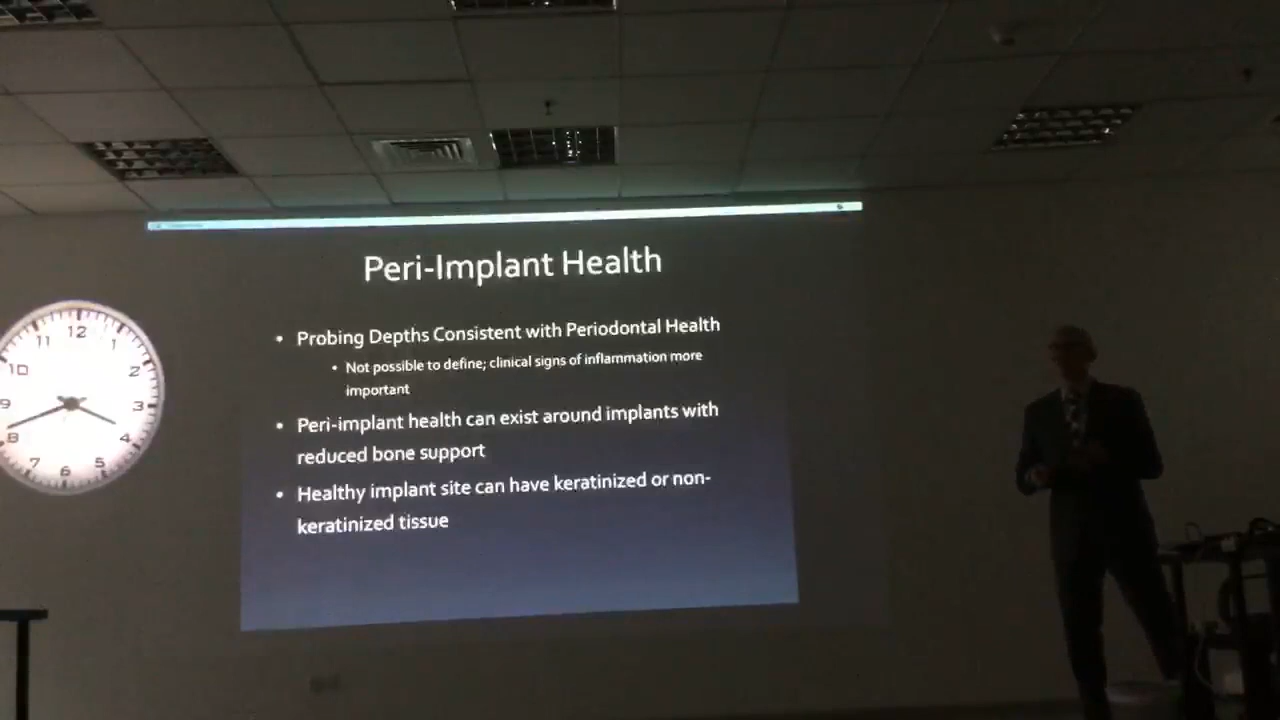 Peri-Implant Health
• Probing Depths Consistent with Periodontal Health
• Not possible to define; clinical signs of inflammation more
important
• Peri-implant health can exist around implants with
reduced bone support
• Healthy implant site can have keratinized or non-
keratinized tissue
12
1
2
3
4
5
6
7
8
9
10
11